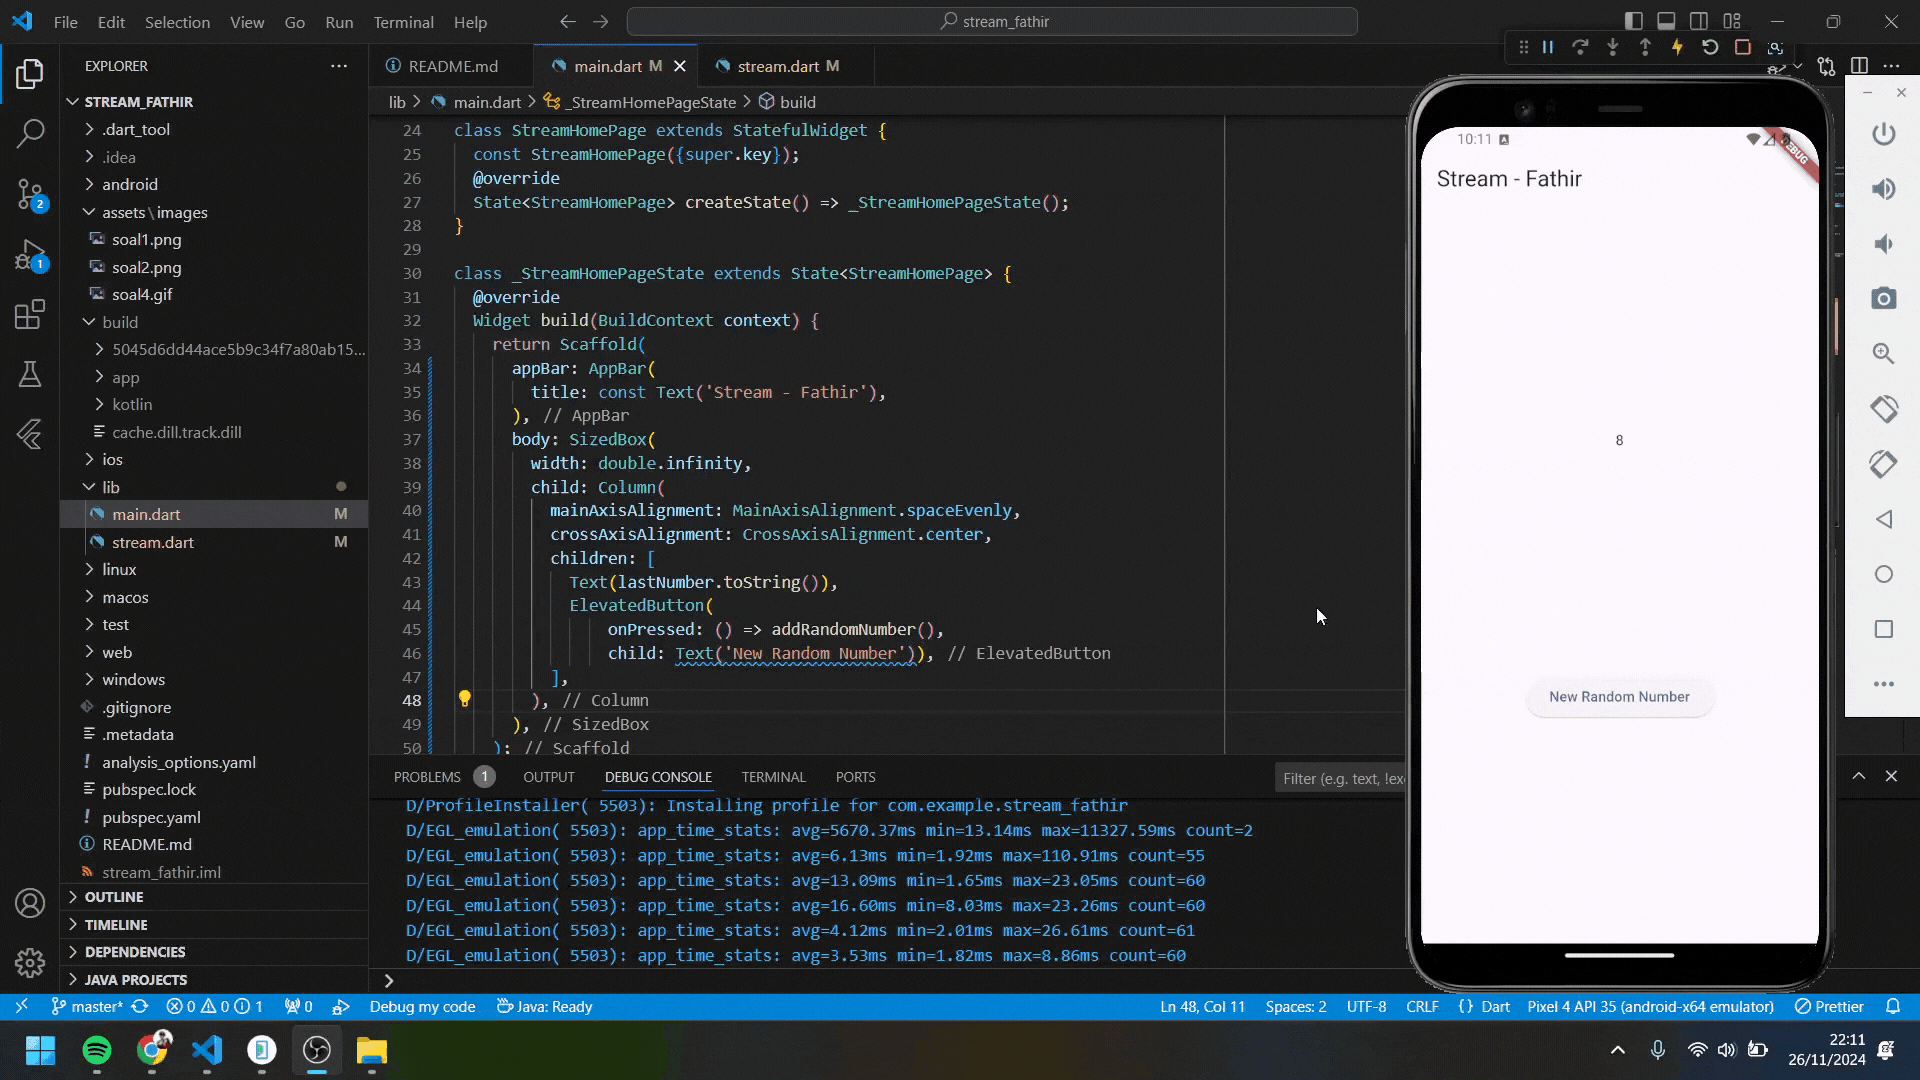 File Edit Selection View Go Run Terminal Help
stream_fathir
EXPLORER
STREAM_FATHIR
.dart_tool
.idea
android
assets\images
soal1.png
soal2.png
soal4.gif
build
5045d6dd44ace5b9c34f7a80ab15...
app
kotlin
cache.dill.track.dill
ios
lib
main.dart M
stream.dart M
linux
macos
test
web
windows
.gitignore
.metadata
analysis_options.yaml
pubspec.lock
pubspec.yaml
README.md
stream_fathir.iml
OUTLINE
TIMELINE
DEPENDENCIES
JAVA PROJECTS
2
1
README.md
main.dart M
stream.dart M
lib > main.dart > _StreamHomePageState > build
24 class StreamHomePage extends StatefulWidget {
25 const StreamHomePage({super.key});
26 @override
27 State<StreamHomePage> createState() => _StreamHomePageState();
28 }
29
30 class _StreamHomePageState extends State<StreamHomePage> {
31 @override
32 Widget build(BuildContext context) {
33 return Scaffold(
34 appBar: AppBar(
35 title: const Text('Stream - Fathir'),
36 ), // AppBar
37 body: SizedBox(
38 width: double.infinity,
39 child: Column(
40 mainAxisAlignment: MainAxisAlignment.spaceEvenly,
41 crossAxisAlignment: CrossAxisAlignment.center,
42 children: [
43 Text(lastNumber.toString()),
44 ElevatedButton(
45 onPressed: () => addRandomNumber(),
46 child: Text('New Random Number')), // ElevatedButton
47 ],
48 ), // Column
49 ), // SizedBox
50 ); // Scaffold
PROBLEMS 1 OUTPUT DEBUG CONSOLE TERMINAL PORTS
Filter (e.g. text, !exc
D/ProfileInstaller( 5503): Installing profile for com.example.stream_fathir
D/EGL_emulation( 5503): app_time_stats: avg=5670.37ms min=13.14ms max=11327.59ms count=2
D/EGL_emulation( 5503): app_time_stats: avg=6.13ms min=1.92ms max=110.91ms count=55
D/EGL_emulation( 5503): app_time_stats: avg=13.09ms min=1.65ms max=23.05ms count=60
D/EGL_emulation( 5503): app_time_stats: avg=16.60ms min=8.03ms max=23.26ms count=60
D/EGL_emulation( 5503): app_time_stats: avg=4.12ms min=2.01ms max=26.61ms count=61
D/EGL_emulation( 5503): app_time_stats: avg=3.53ms min=1.82ms max=8.86ms count=60
10:11
DEBUG
Stream - Fathir
8
New Random Number
master* 0 0 1 0 Debug my code Java: Ready
Ln 48, Col 11 Spaces: 2 UTF-8 CRLF {} Dart Pixel 4 API 35 (android-x64 emulator) Prettier
22:11
26/11/2024